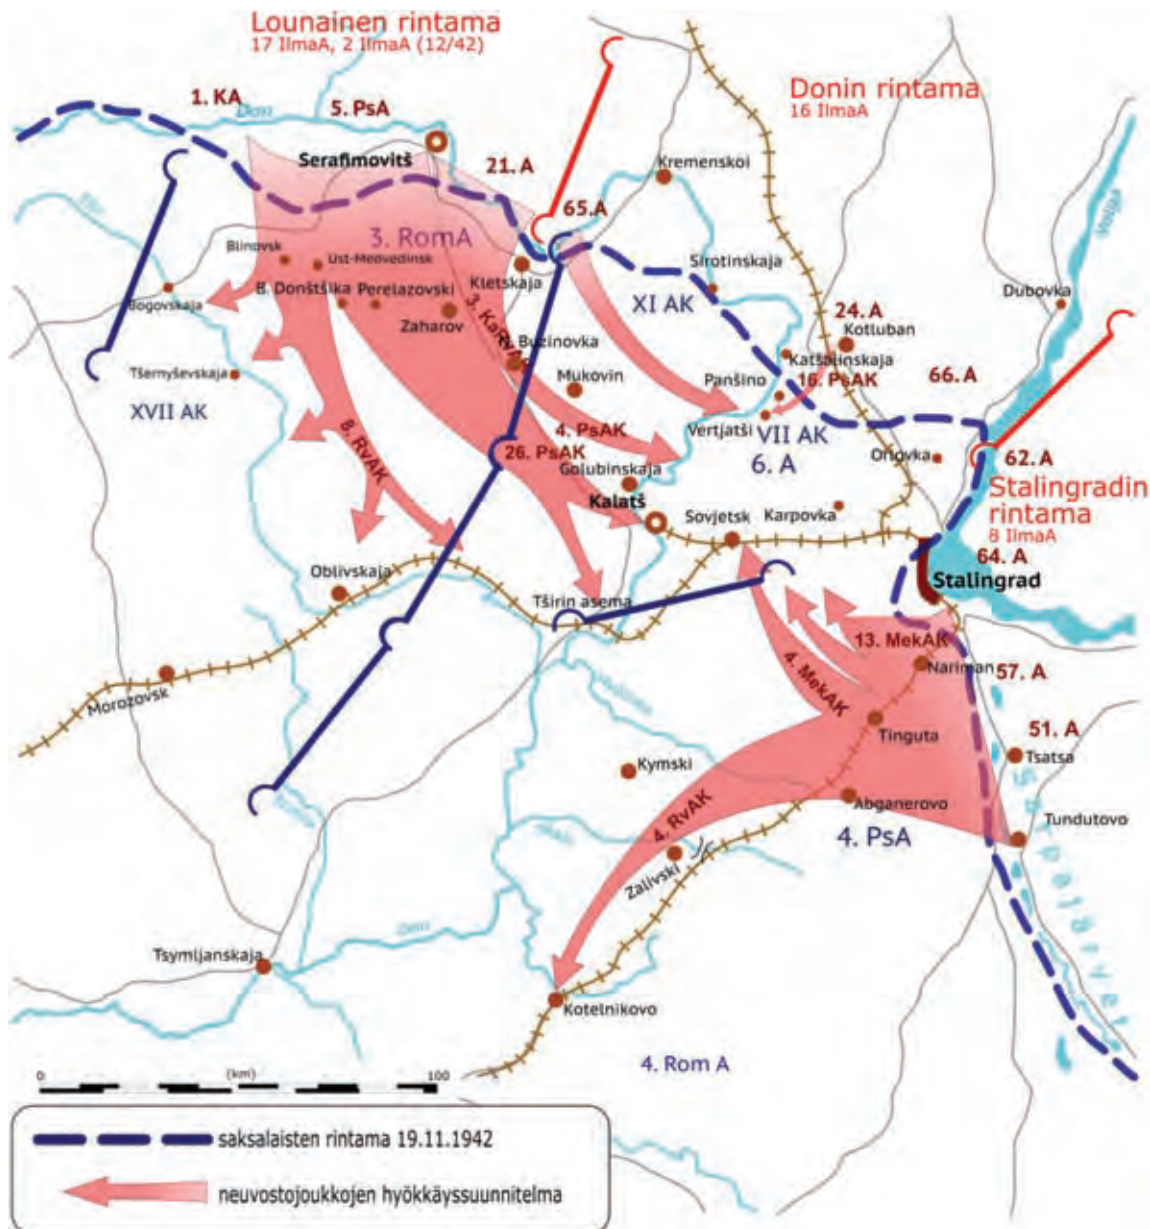 Lounainen rintama
17 IlmaA, 2 IlmaA (12/42)
Donin rintama
16 IlmaA
1. KA
5. PsA
Don
Serafimovitš
21. A
Kremenskoi
65.A
Volga
3. RomA
Blinovsk
Ust-Medvedinsk
Kletskaja
Sirotinskaja
XI AK
Dubovka
Bogovskaja
B. Donštšika
Perelazovski
Zaharov
24. A
Kotluban
Buzinovka
Katšalinskaja
Tšernyševskaja
Mukovin
Panšino
16. PsAK
66. A
XVII AK
Vertjatši
4. PsAK
VII AK
8. RvAK
26. PsAK
6. A
Orlovka
62. A
Golubinskaja
Stalingradin
rintama
8 IlmaA
Kalatš
Sovjetsk
Karpovka
64. A
Oblivskaja
Stalingrad
Tširin asema
13. MekAK
4. MekAK
Nariman
57. A
Morozovsk
Tinguta
51. A
Tsatsa
Kymski
Abganerovo
4. RvAK
4. PsA
Tundutovo
Zalivski
Don
Tsymljanskaja
Kotelnikovo
4. Rom A
0 (km) 100
saksalaisten rintama 19.11.1942
neuvostojoukkojen hyökkäyssuunnitelma